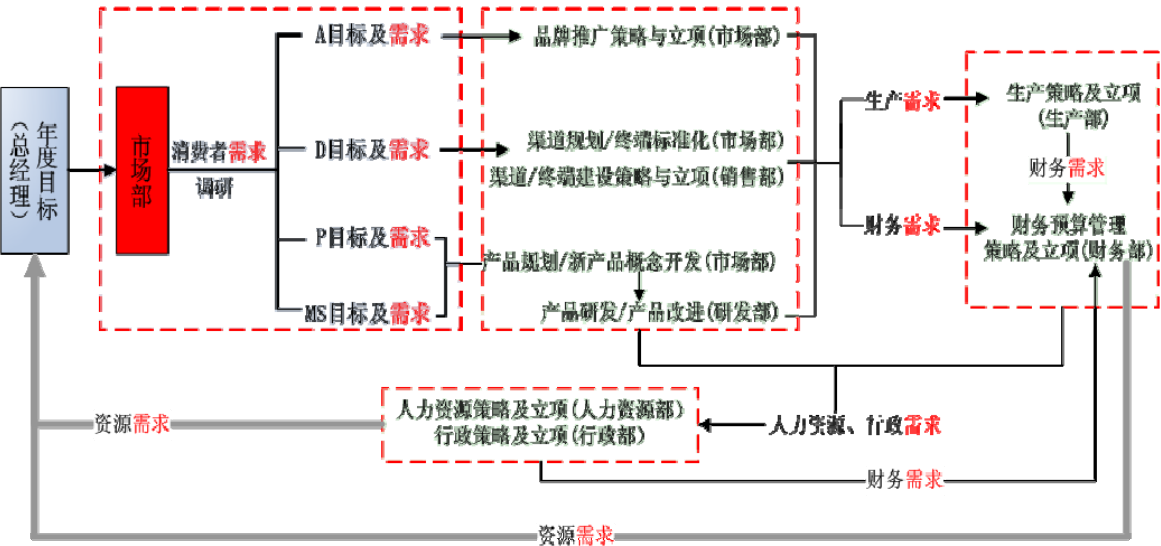 年度目标
（总经理）
市场部
消费者需求
调研
A目标及需求
D目标及需求
P目标及需求
MS目标及需求
品牌推广策略与立项(市场部)
渠道规划/终端标准化(市场部)
渠道/终端建设策略与立项(销售部)
产品规划/新产品概念开发(市场部)
产品研发/产品改进(研发部)
生产需求
财务需求
生产策略及立项
(生产部)
财务需求
财务预算管理
策略及立项(财务部)
人力资源、行政需求
人力资源策略及立项(人力资源部)
行政策略及立项(行政部)
资源需求
财务需求
资源需求